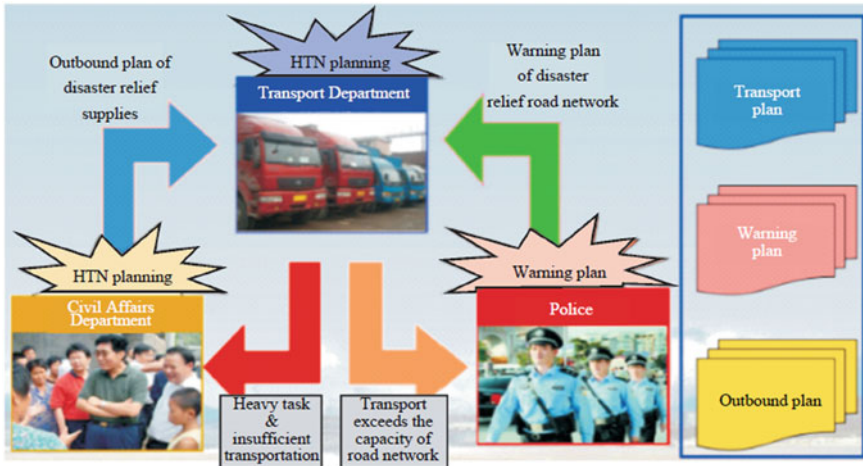 Outbound plan of
disaster relief
supplies
HTN planning
Transport Department
Warning plan
of disaster
relief road network
HTN planning
Civil Affairs
Department
Warning plan
Police
Heavy task
&
insufficient
transportation
Transport
exceeds the
capacity of
road network
Transport
plan
Warning
plan
Outbound plan